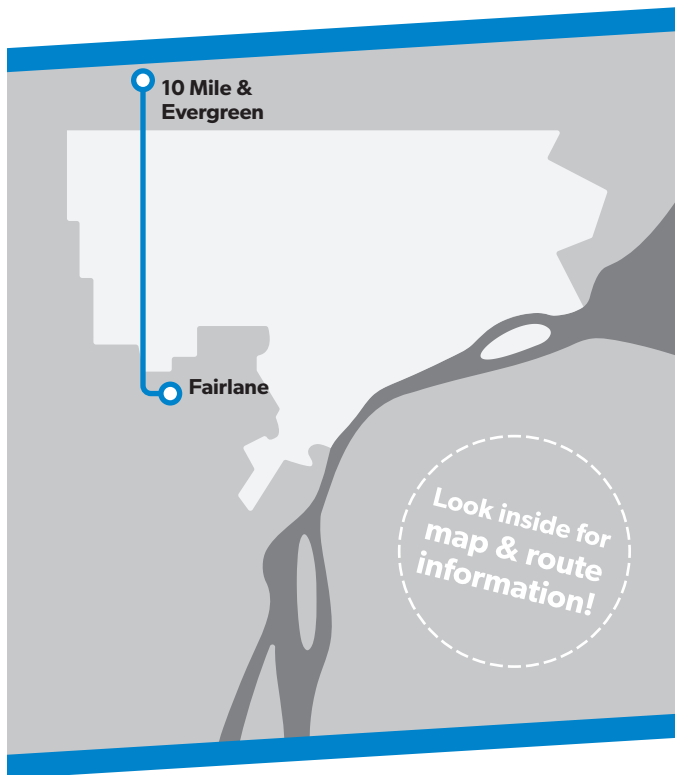 10 Mile &
Evergreen
Fairlane
Look inside for
map & route
information!